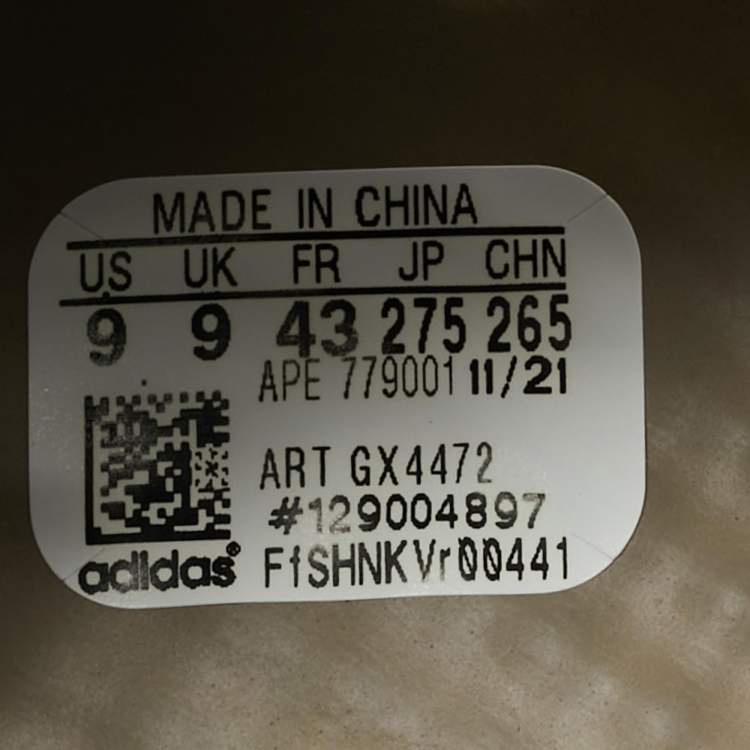 MADE IN CHINA
US UK FR JP CHN
9 9 43 275 265
APE 779001 11/21
ART GX4472
#129004897
adidas® FfSHNKVr00441